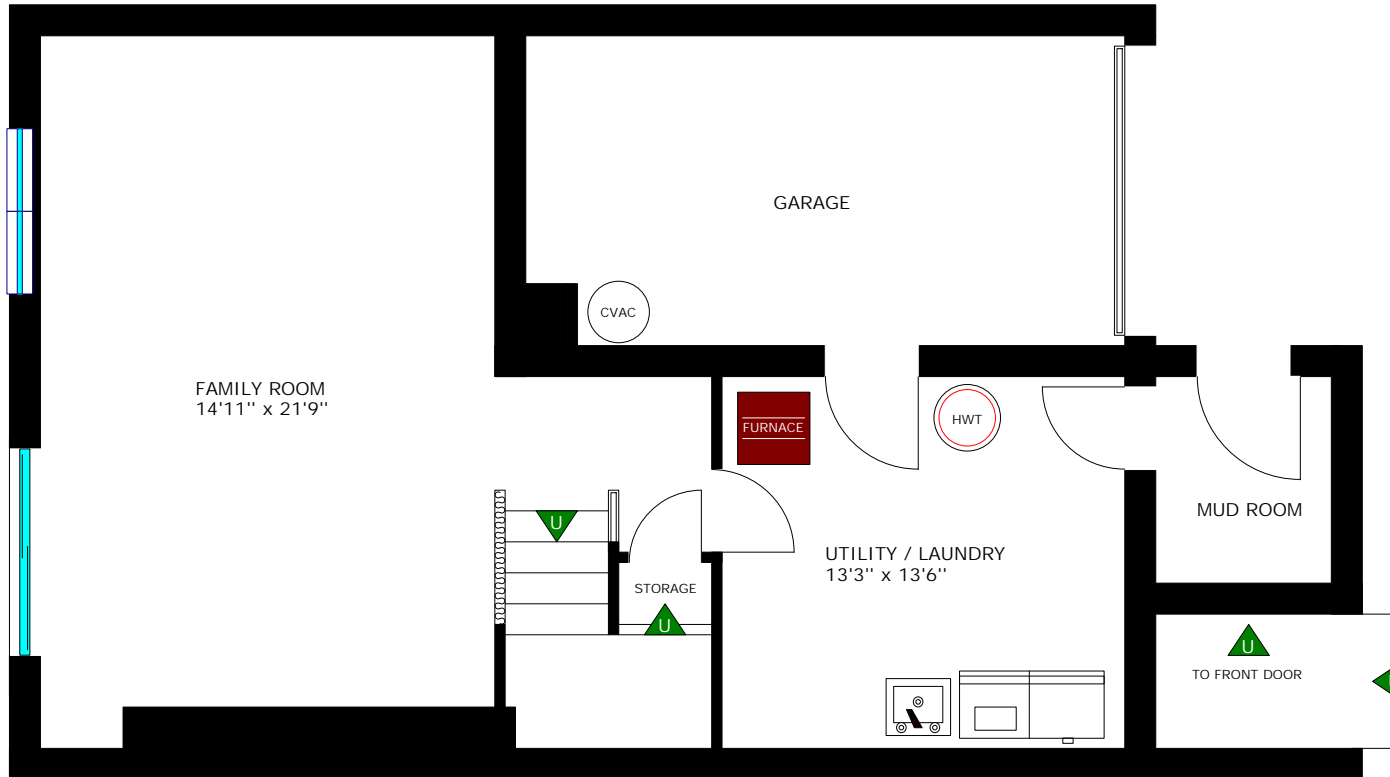 GARAGE
CVAC
FAMILY ROOM
14'11'' x 21'9''
FURNACE
HWT
MUD ROOM
U
UTILITY / LAUNDRY
13'3'' x 13'6''
STORAGE
U
U
TO FRONT DOOR